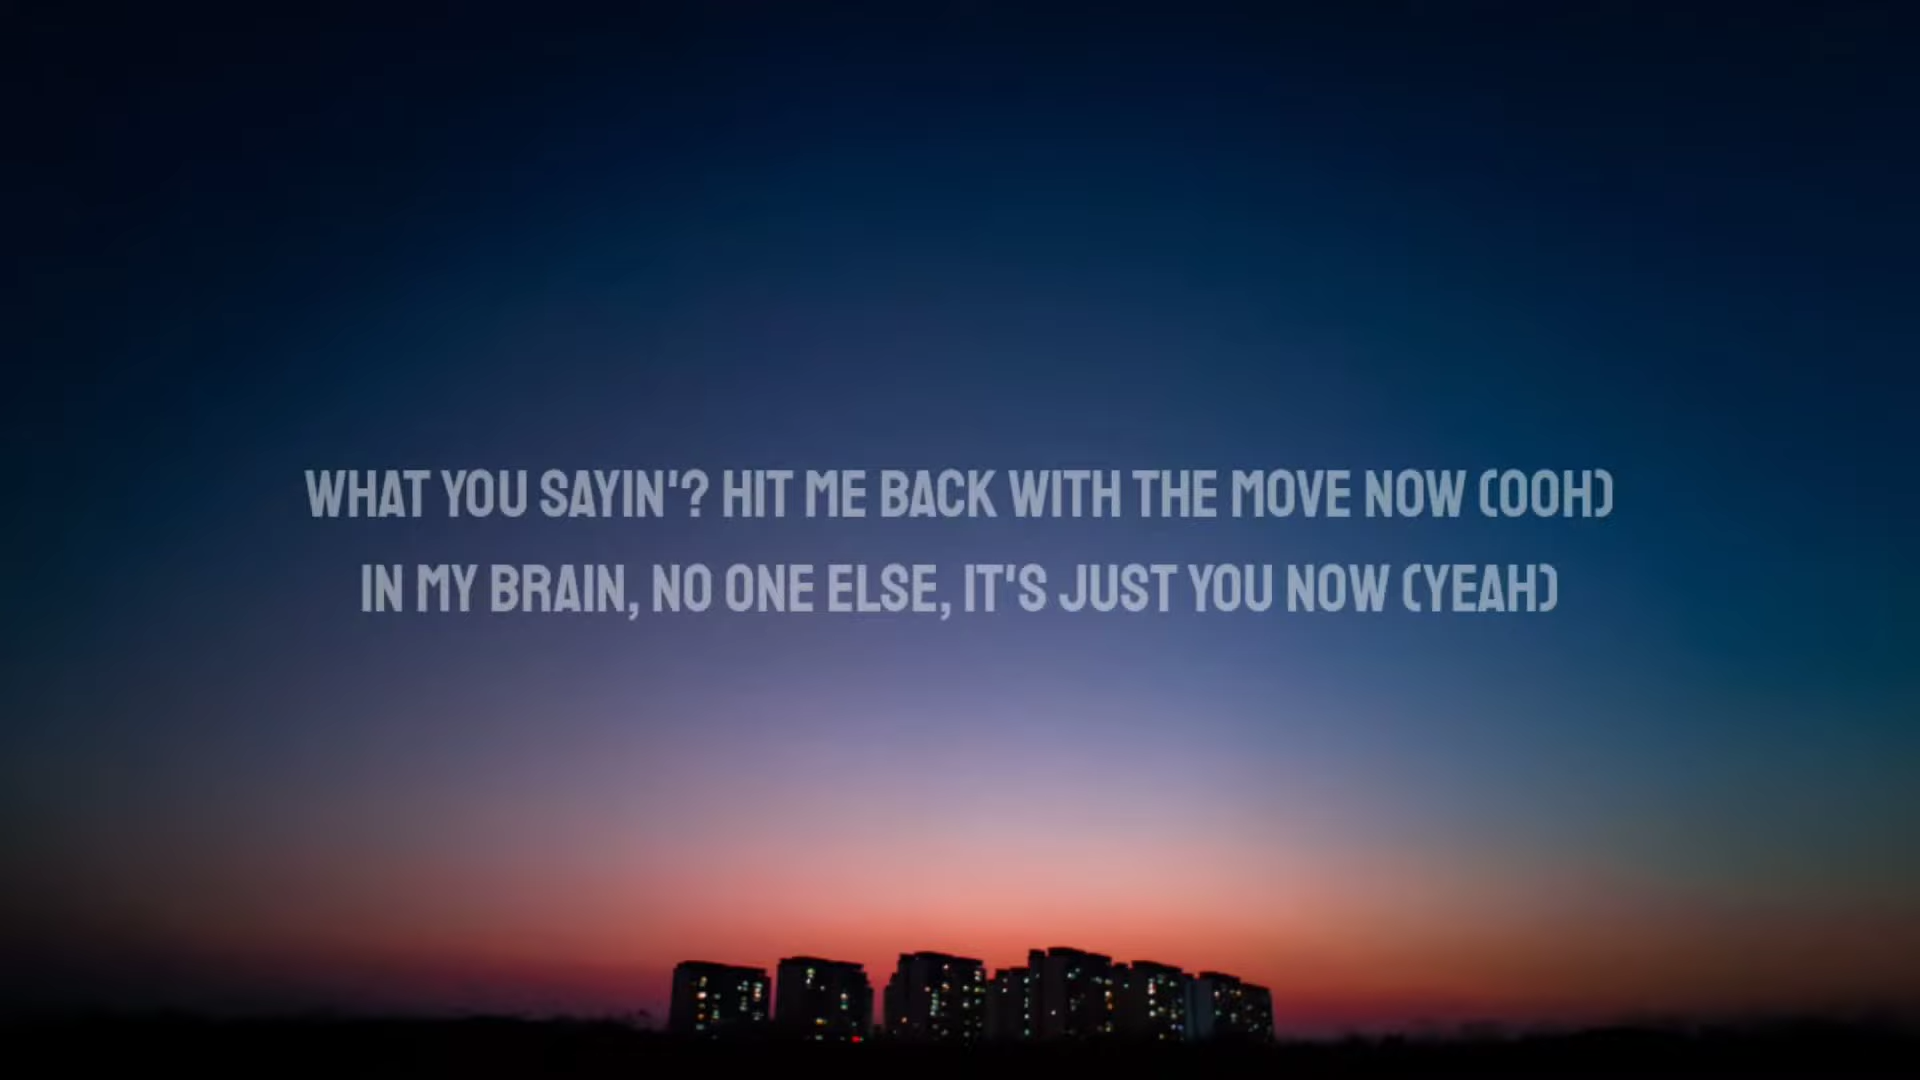 WHAT YOU SAYIN'? HIT ME BACK WITH THE MOVE NOW (OOH)
IN MY BRAIN, NO ONE ELSE, IT'S JUST YOU NOW (YEAH)